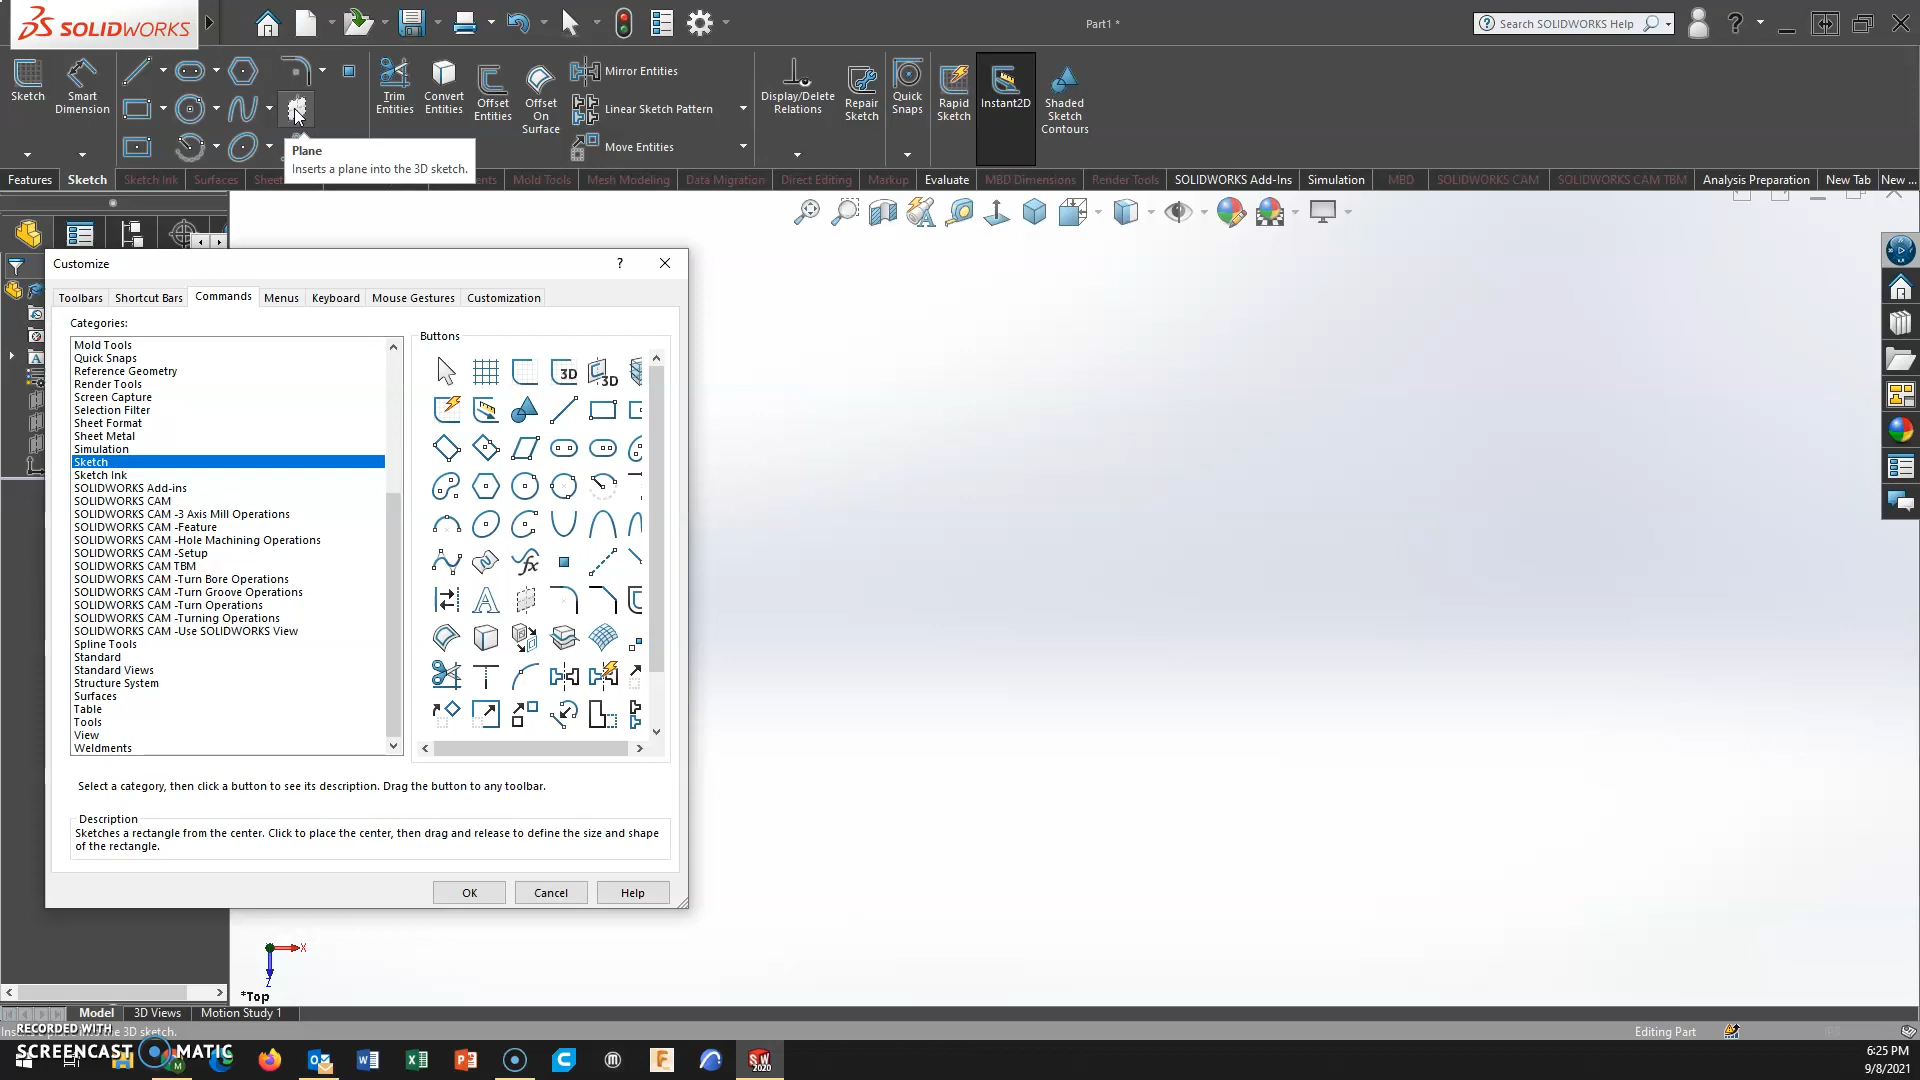 SOLIDWORKS
Part1 *
Search SOLIDWORKS Help
Sketch
Smart Dimension
Trim Entities
Convert Entities
Offset Entities
Offset On Surface
Mirror Entities
Linear Sketch Pattern
Move Entities
Display/Delete Relations
Repair Sketch
Quick Snaps
Rapid Sketch
Instant2D
Shaded Sketch Contours
Plane
Inserts a plane into the 3D sketch.
Features
Sketch
Sketch Ink
Surfaces
Mold Tools
Mesh Modeling
Data Migration
Direct Editing
Markup
Evaluate
MBD Dimensions
Render Tools
SOLIDWORKS Add-Ins
Simulation
MBD
SOLIDWORKS CAM
SOLIDWORKS CAM TBM
Analysis Preparation
New Tab
New ...
Customize
Toolbars
Shortcut Bars
Commands
Menus
Keyboard
Mouse Gestures
Customization
Categories:
Mold Tools
Quick Snaps
Reference Geometry
Render Tools
Screen Capture
Selection Filter
Sheet Format
Sheet Metal
Simulation
Sketch
Sketch Ink
SOLIDWORKS Add-ins
SOLIDWORKS CAM
SOLIDWORKS CAM -3 Axis Mill Operations
SOLIDWORKS CAM -Feature
SOLIDWORKS CAM -Hole Machining Operations
SOLIDWORKS CAM -Setup
SOLIDWORKS CAM TBM
SOLIDWORKS CAM -Turn Bore Operations
SOLIDWORKS CAM -Turn Groove Operations
SOLIDWORKS CAM -Turn Operations
SOLIDWORKS CAM -Turning Operations
SOLIDWORKS CAM -Use SOLIDWORKS View
Spline Tools
Standard
Standard Views
Structure System
Surfaces
Table
Tools
View
Weldments
Buttons
3D
3D
Select a category, then click a button to see its description. Drag the button to any toolbar.
Description
Sketches a rectangle from the center. Click to place the center, then drag and release to define the size and shape
of the rectangle.
OK
Cancel
Help
X
Z
*Top
Model
3D Views
Motion Study 1
RECORDED WITH
SCREENCAST MATIC
3D sketch.
Editing Part
IPS
SW 2020
6:25 PM
9/8/2021